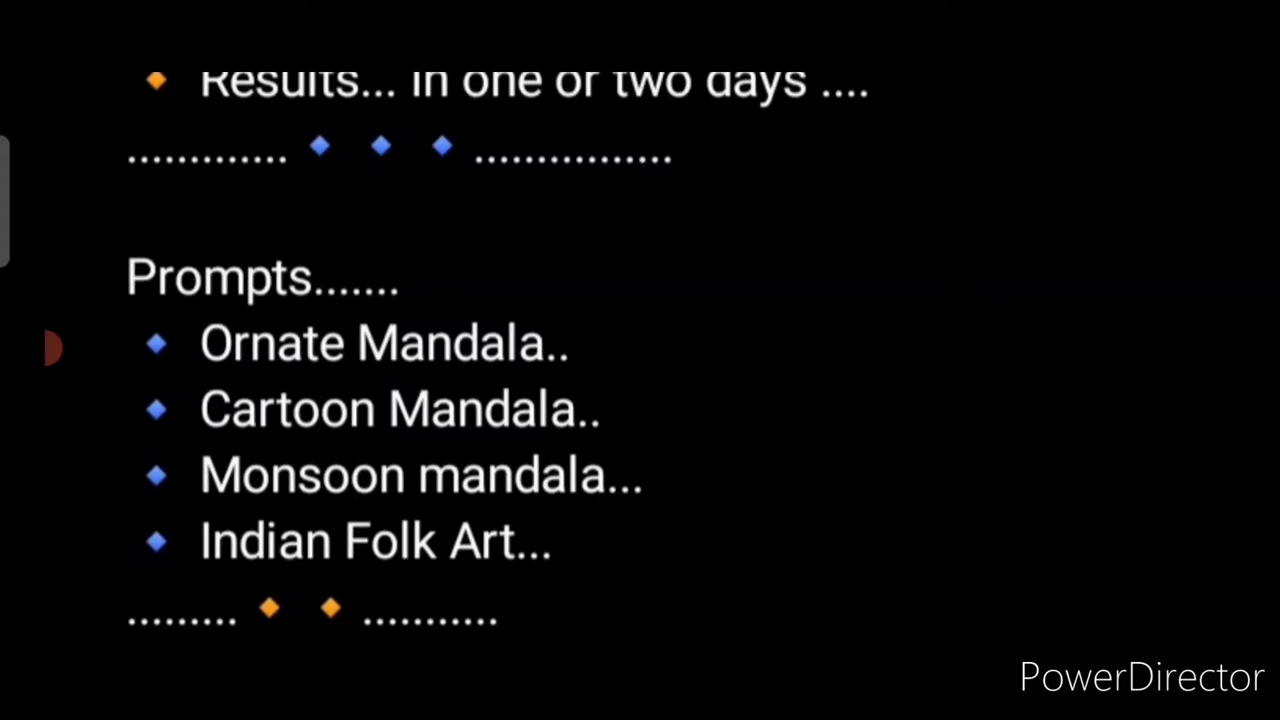 🔸 Results... In one or two days ....
............. 🔹 🔹 🔹 ................
Prompts.......
🔹 Ornate Mandala..
🔹 Cartoon Mandala..
🔹 Monsoon mandala...
🔹 Indian Folk Art...
......... 🔸 🔸 ...........
PowerDirector